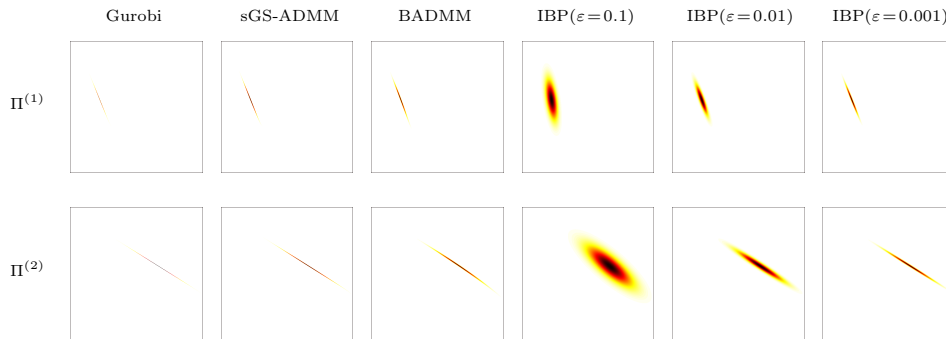 Gurobi sGS-ADMM BADMM IBP(ε=0.1) IBP(ε=0.01) IBP(ε=0.001)
Π(1)
Π(2)